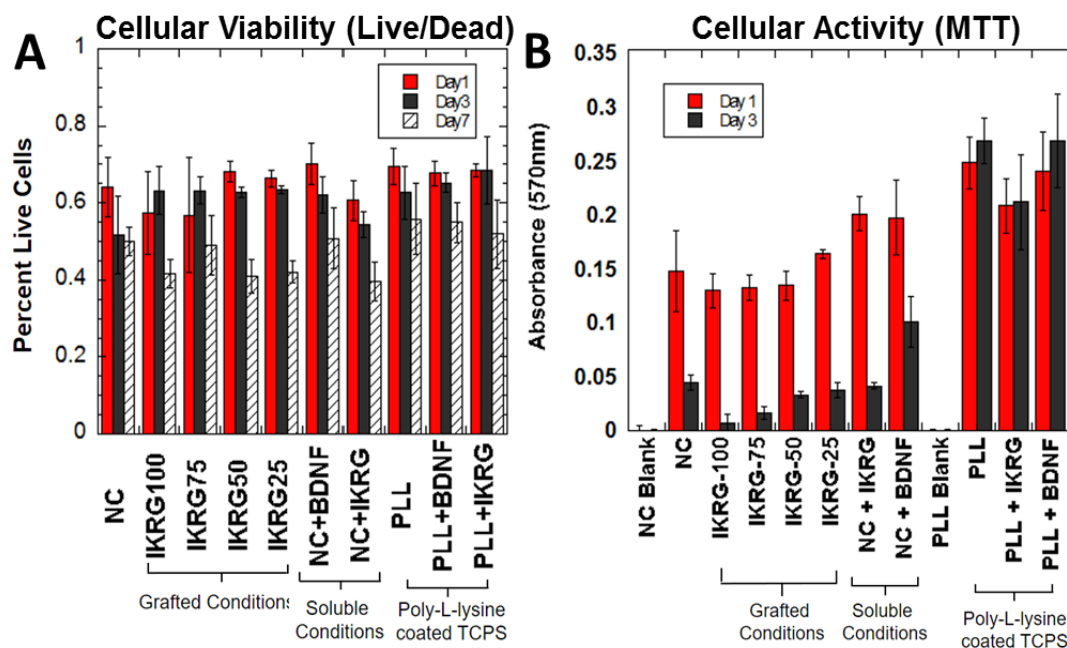 A
Cellular Viability (Live/Dead)
Percent Live Cells
1
0.8
0.6
0.4
0.2
0
Day1
Day3
Day7
NC
IKRG100
IKRG75
IKRG50
IKRG25
NC+BDNF
NC+IKRG
PLL
PLL+BDNF
PLL+IKRG
Grafted Conditions
Soluble
Conditions
Poly-L-lysine
coated TCPS
B
Cellular Activity (MTT)
Absorbance (570nm)
0.35
0.3
0.25
0.2
0.15
0.1
0.05
0
Day 1
Day 3
NC Blank
NC
IKRG-100
IKRG-75
IKRG-50
IKRG-25
NC + IKRG
NC + BDNF
PLL Blank
PLL
PLL + IKRG
PLL + BDNF
Grafted
Conditions
Soluble
Conditions
Poly-L-lysine
coated TCPS